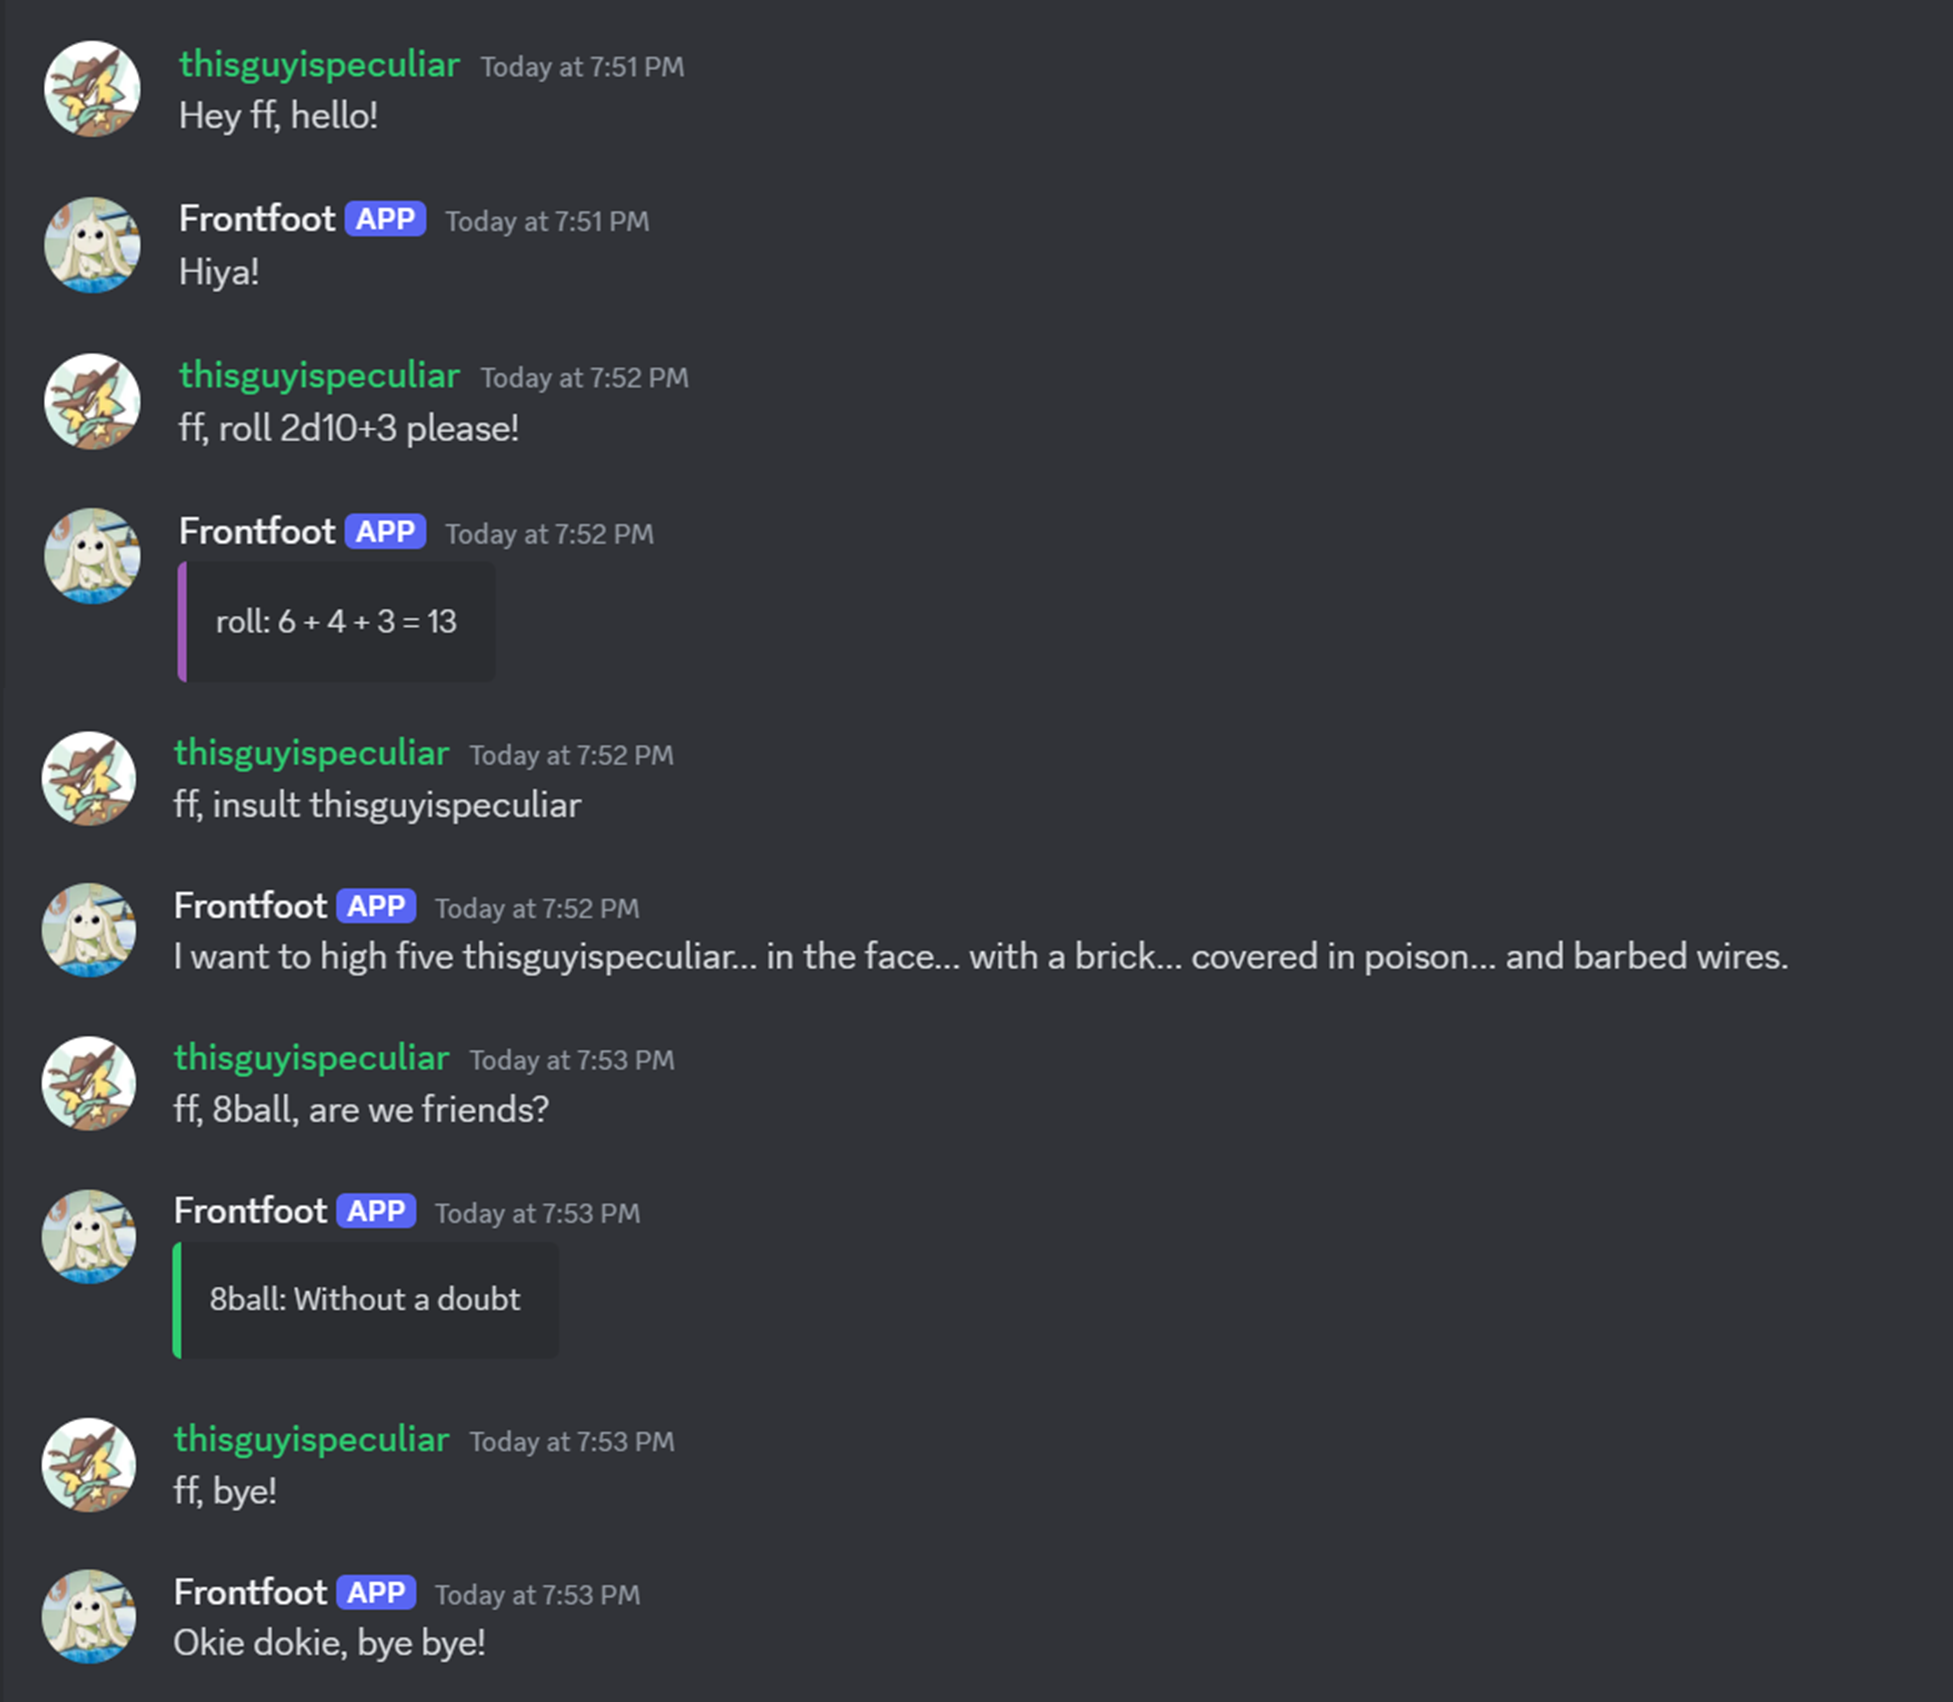 thisguyispeculiar Today at 7:51 PM
Hey ff, hello!
Frontfoot APP Today at 7:51 PM
Hiya!
thisguyispeculiar Today at 7:52 PM
ff, roll 2d10+3 please!
Frontfoot APP Today at 7:52 PM
roll: 6 + 4 + 3 = 13
thisguyispeculiar Today at 7:52 PM
ff, insult thisguyispeculiar
Frontfoot APP Today at 7:52 PM
I want to high five thisguyispeculiar... in the face... with a brick... covered in poison... and barbed wires.
thisguyispeculiar Today at 7:53 PM
ff, 8ball, are we friends?
Frontfoot APP Today at 7:53 PM
8ball: Without a doubt
thisguyispeculiar Today at 7:53 PM
ff, bye!
Frontfoot APP Today at 7:53 PM
Okie dokie, bye bye!